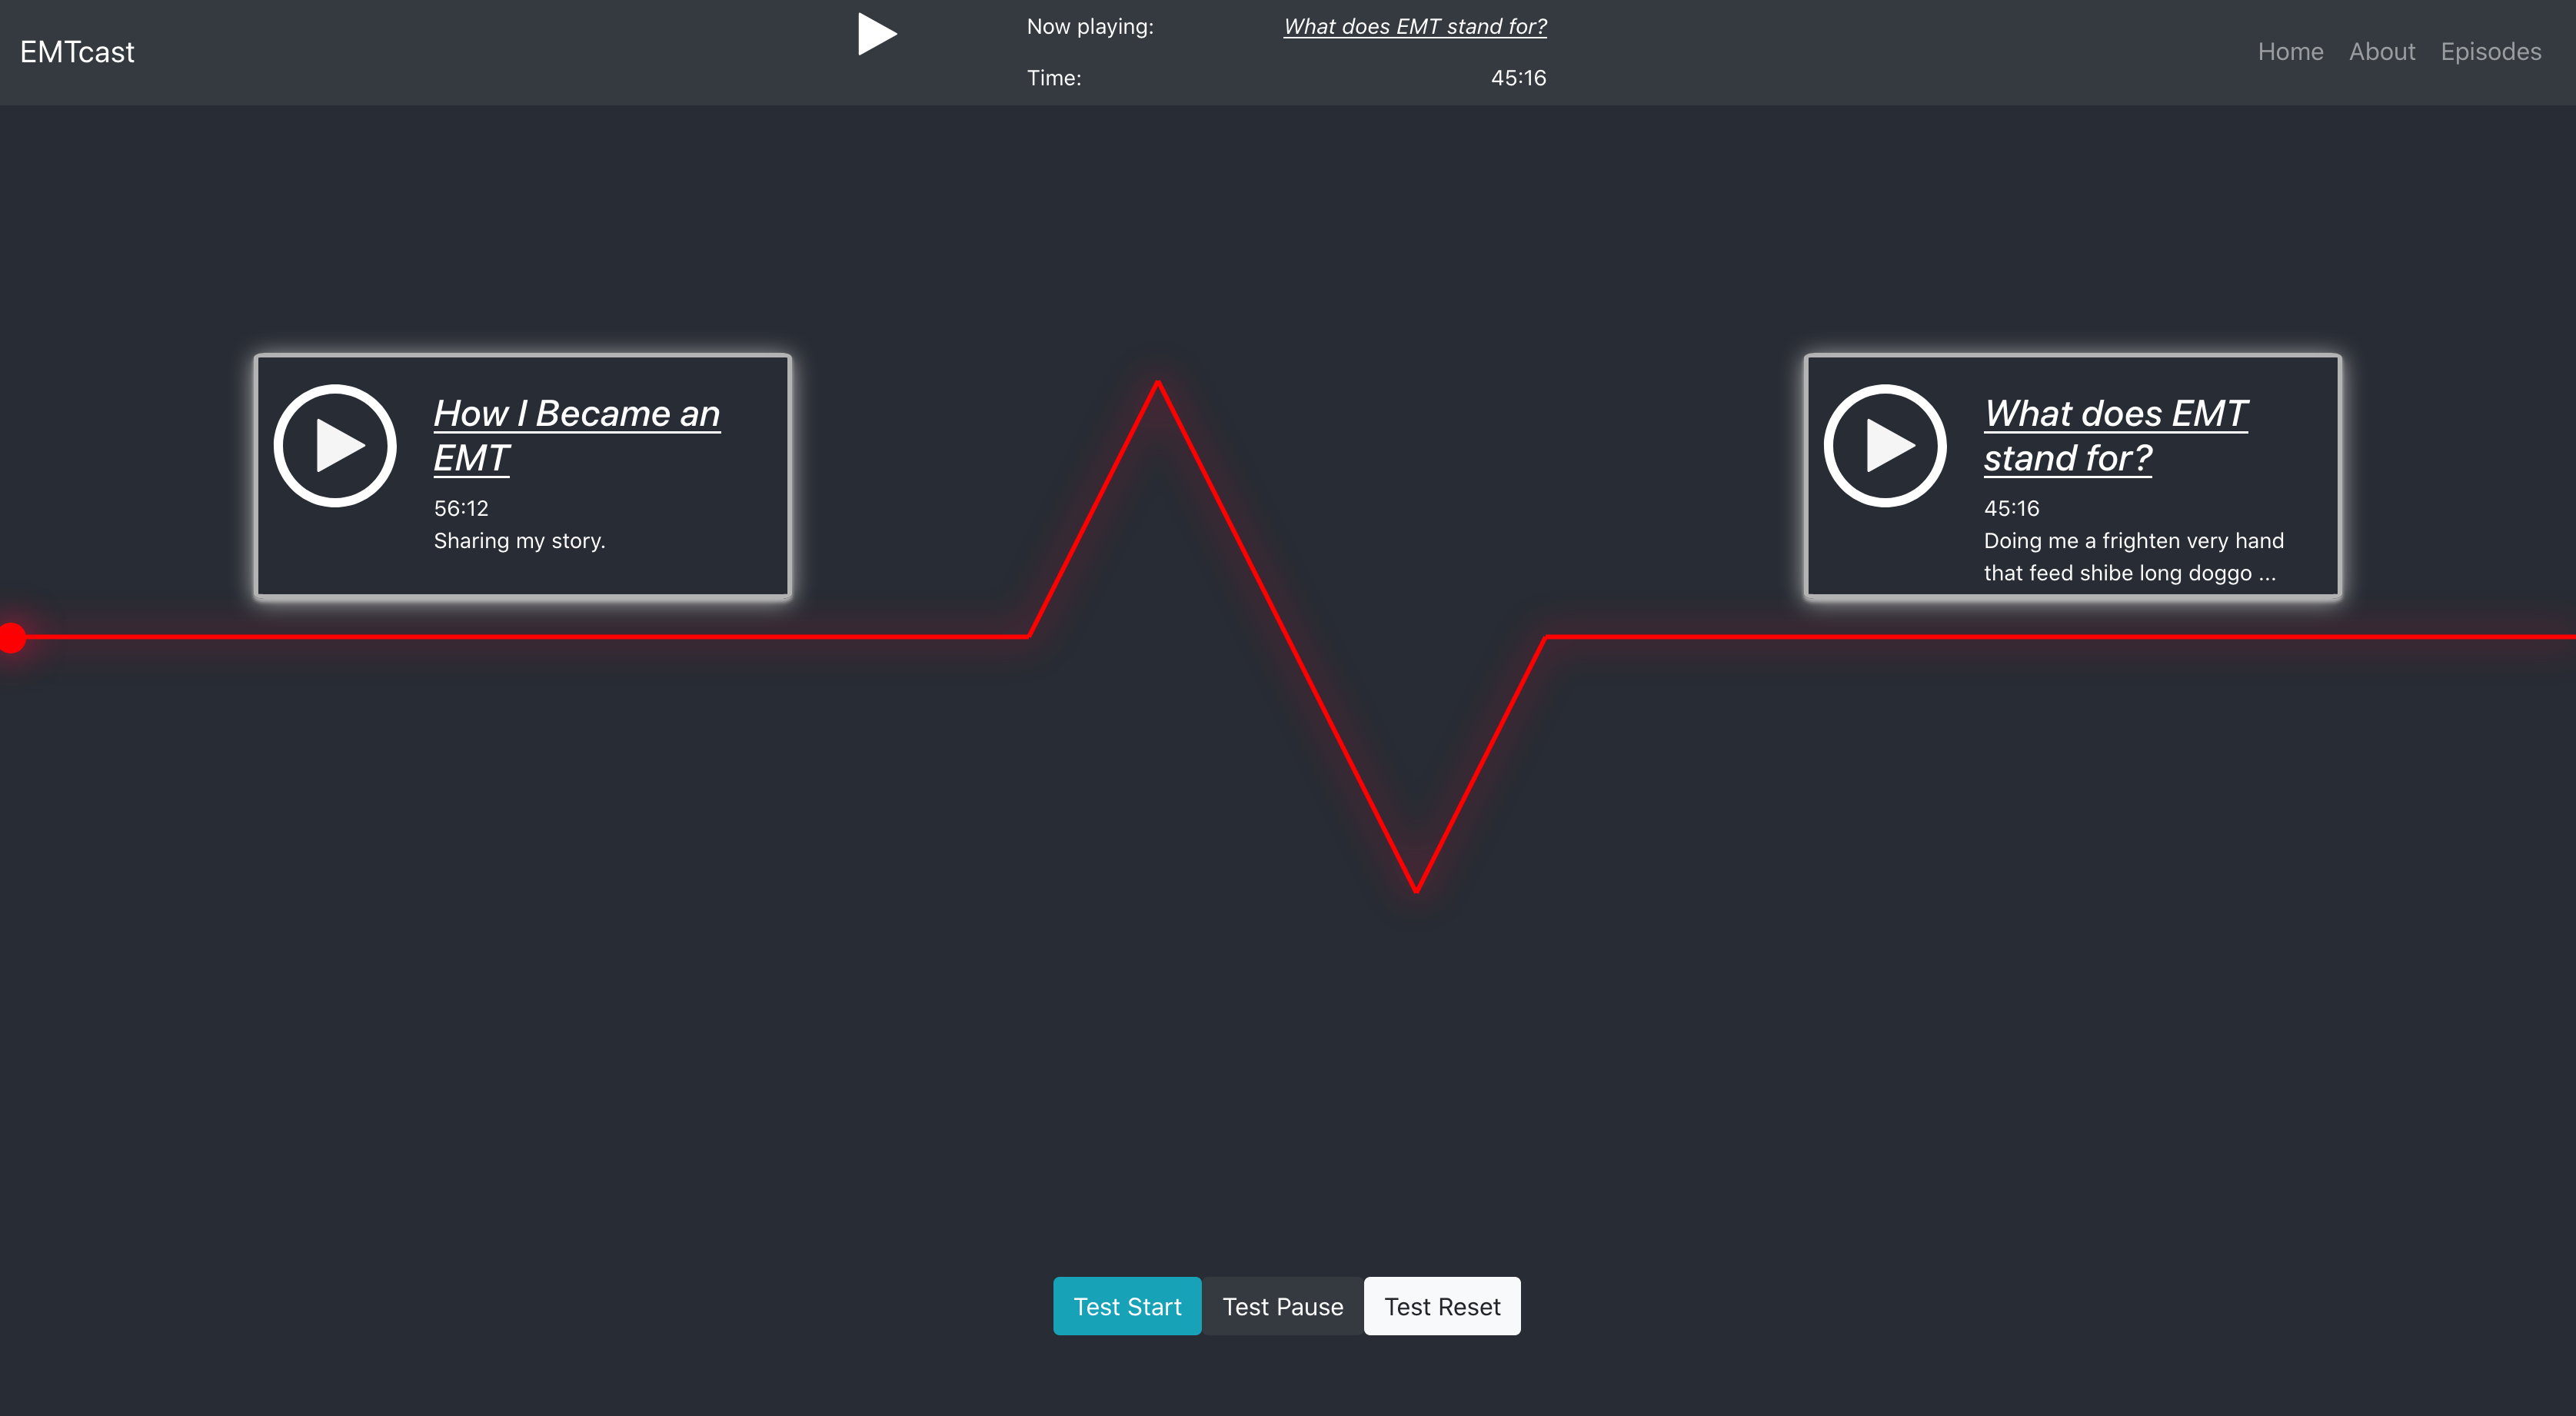 EMTcast
Now playing: What does EMT stand for?
Time: 45:16
Home About Episodes
How I Became an
EMT
56:12
Sharing my story.
What does EMT
stand for?
45:16
Doing me a frighten very hand
that feed shibe long doggo ...
Test Start Test Pause Test Reset